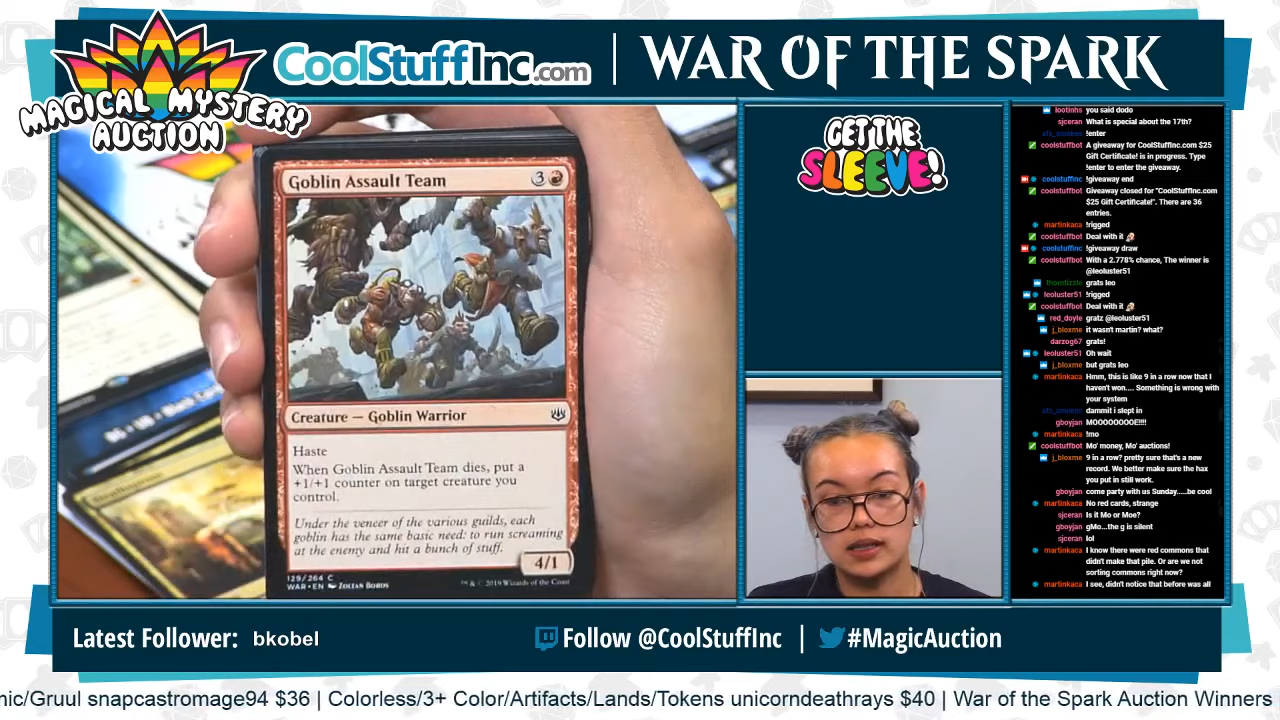 MAGICAL MYSTERY
AUCTION
CoolStuffInc.com
WAR OF THE SPARK
Goblin Assault Team 3
Creature — Goblin Warrior
Haste
When Goblin Assault Team dies, put a
+1/+1 counter on target creature you
control.
Under the veneer of the various guilds, each
goblin has the same basic need: to run screaming
at the enemy and hit a bunch of stuff.
4/1
129/264 C
WAR • EN Zoltan Boros
™ & © 2019 Wizards of the Coast
GET THE
SLEEVE!
lootinhs you said dodo
sjceran What is special about the 17th?
!enter
coolstuffbot A giveaway for CoolStuffInc.com $25
Gift Certificate! is in progress. Type
!enter to enter the giveaway.
coolstuffinc !giveaway end
coolstuffbot Giveaway closed for "CoolStuffInc.com
$25 Gift Certificate!". There are 36
entries.
martinkaca !rigged
coolstuffbot Deal with it
coolstuffinc !giveaway draw
coolstuffbot With a 2.778% chance, The winner is
@leoluster51
thorntizzle grats leo
leoluster51 !rigged
coolstuffbot Deal with it
red_doyle gratz @leoluster51
j_bloxme it wasn't martin? what?
darzog67 grats!
leoluster51 Oh wait
j_bloxme but grats leo
martinkaca Hmm, this is like 9 in a row now that I
haven't won.... Something is wrong with
your system
dammit i slept in
gboyjan MOOOOOOOOE!!!!
martinkaca !mo
coolstuffbot Mo' money, Mo' auctions!
j_bloxme 9 in a row? pretty sure that's a new
record. We better make sure the hax
you put in still work.
gboyjan come party with us Sunday.....be cool
martinkaca No red cards, strange
sjceran Is it Mo or Moe?
gboyjan gMo...the g is silent
sjceran lol
martinkaca I know there were red commons that
didn't make that pile. Or are we not
sorting commons right now?
martinkaca I see, didn't notice that before was all
Latest Follower: bkobel
Follow @CoolStuffInc | #MagicAuction
nic/Gruul snapcastromage94 $36 | Colorless/3+ Color/Artifacts/Lands/Tokens unicorndeathrays $40 | War of the Spark Auction Winners